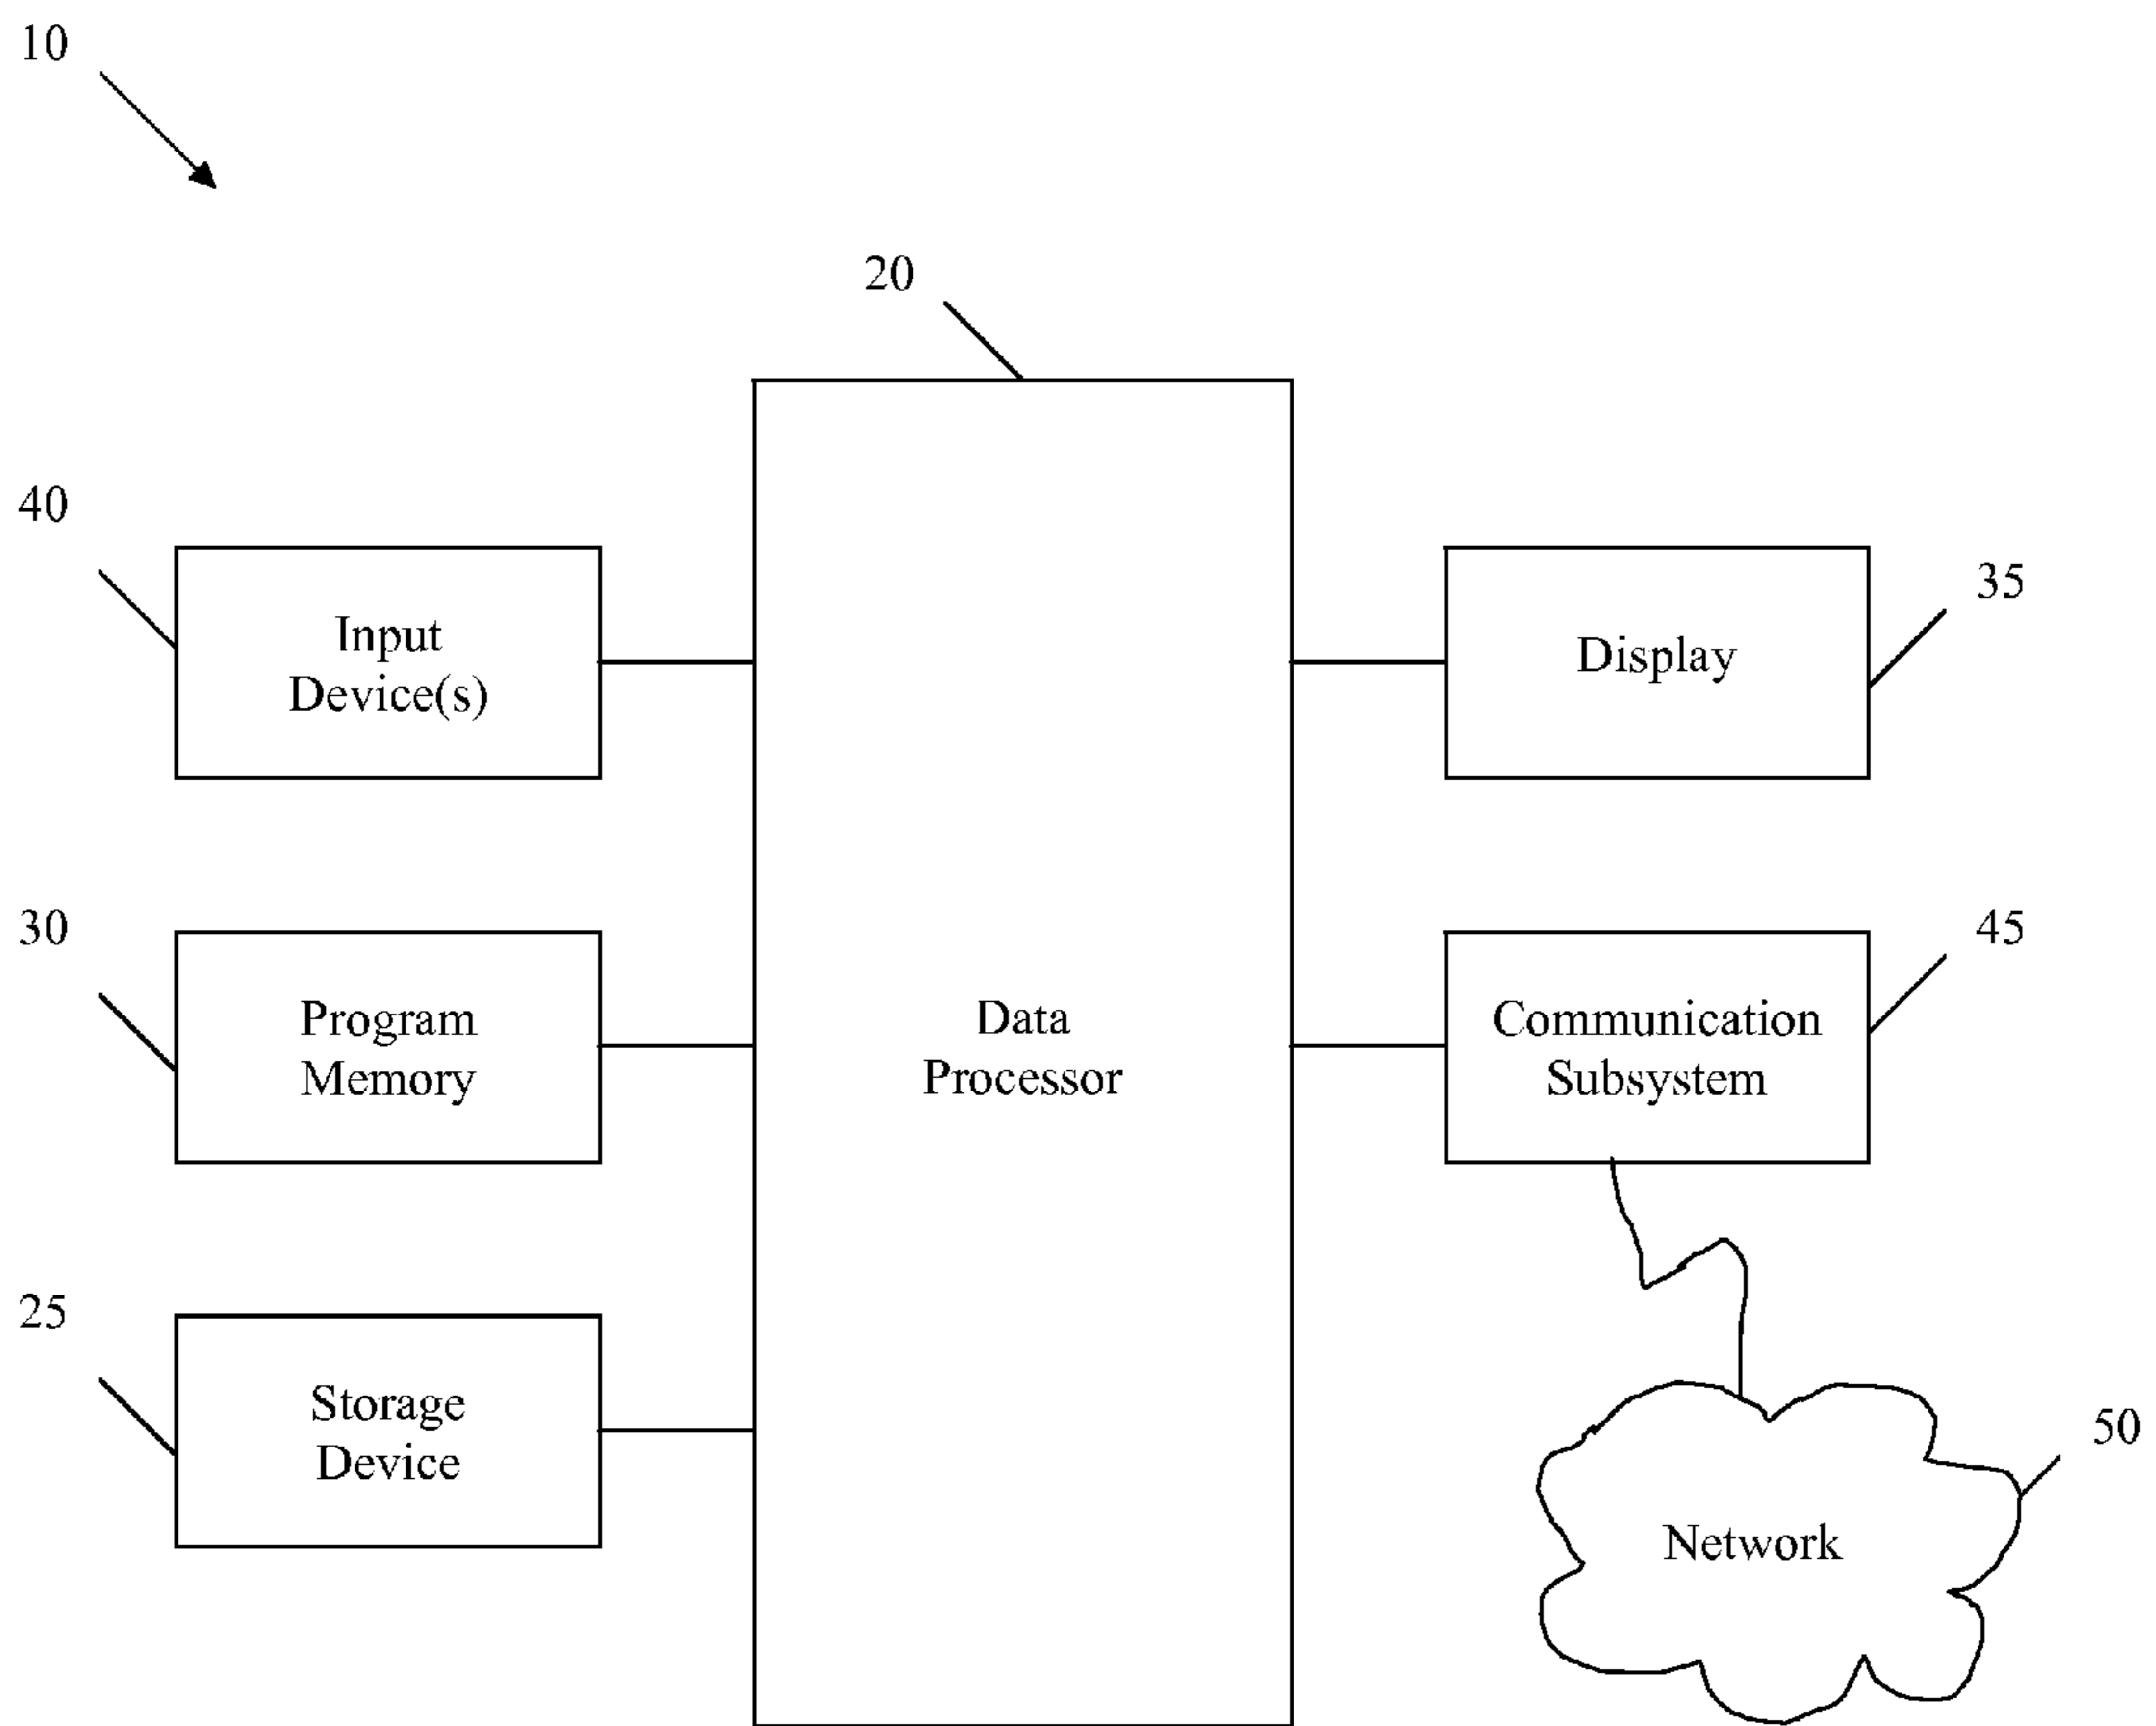 10
20
40
Input
Device(s)
Display
35
30
Program
Memory
Data
Processor
Communication
Subsystem
45
25
Storage
Device
Network
50